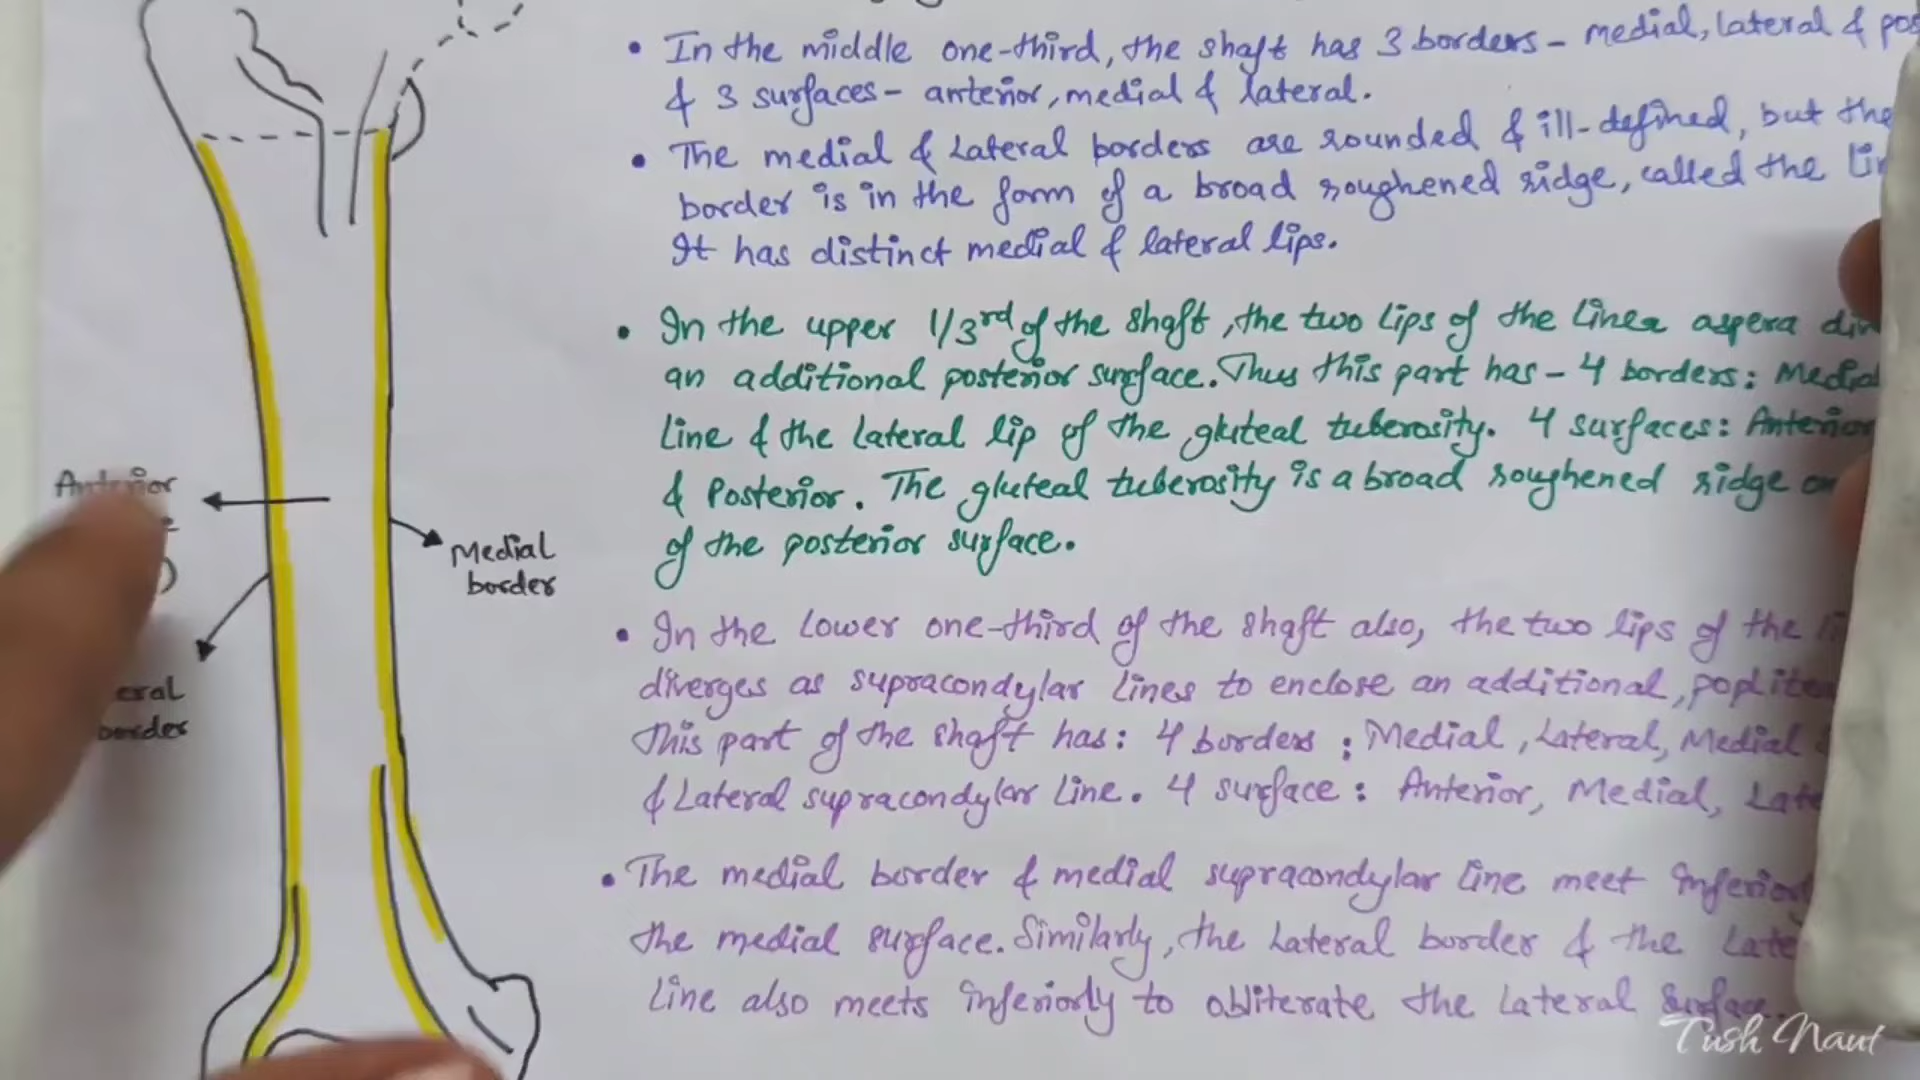 In the middle one-third, the shaft has 3 borders - medial, lateral &
& 3 surfaces - anterior, medial & lateral.
The medial & Lateral borders are rounded & ill-defined, but the
border is in the form of a broad roughened ridge, called the
It has distinct medial & lateral lips.
In the upper 1/3rd of the shaft, the two lips of the linea aspera
an additional posterior surface. Thus this part has - 4 borders: Medial
line & the lateral lip of the gluteal tuberosity. 4 surfaces: Anterior
& Posterior. The gluteal tuberosity is a broad roughened ridge on
of the posterior surface.
In the lower one-third of the shaft also, the two lips of the
diverges as supracondylar lines to enclose an additional,
This part of the shaft has: 4 borders: Medial, Lateral, Medial
& Lateral supracondylar line. 4 surface: Anterior, Medial,
The medial border & medial supracondylar line meet
the medial surface. Similarly, the Lateral border & the
line also meets inferiorly to obliterate the Lateral Surface.
Anterior
Medial
border
border
Tush Naut